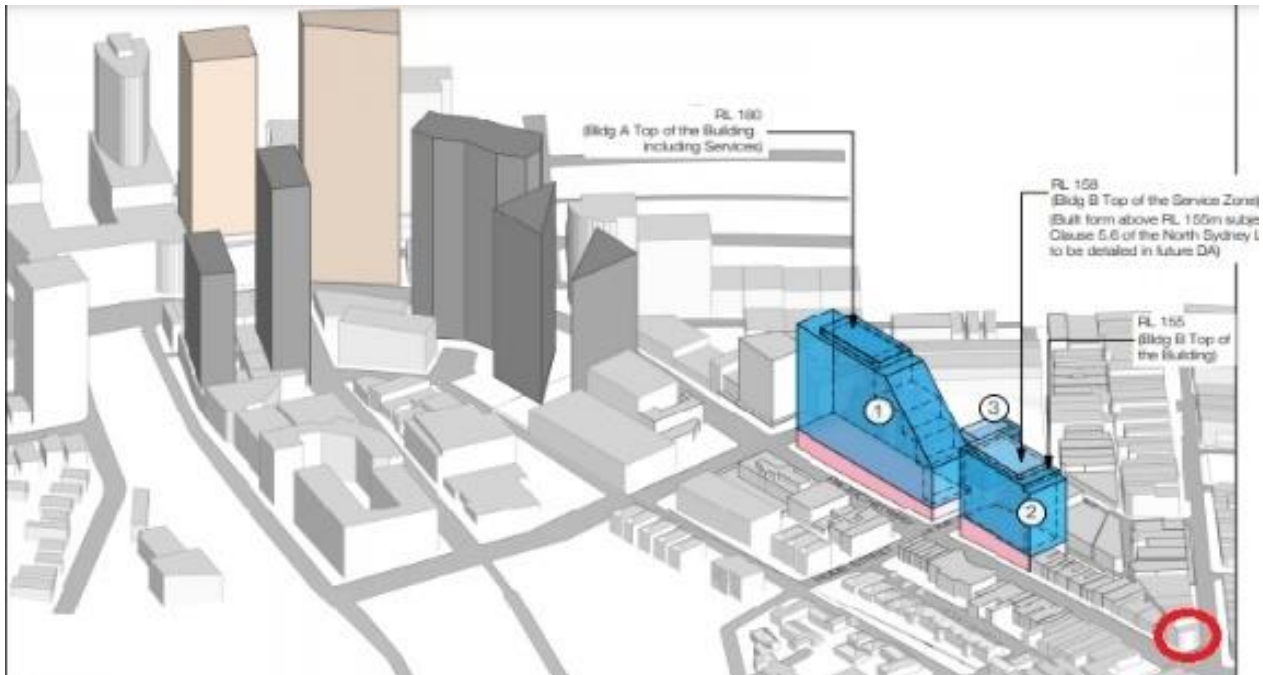 RL 180
(Bldg A Top of the Building
including Services)
RL 158
(Bldg B Top of the Service Zone)
(Built form above RL 155m subje
Clause 5.6 of the North Sydney L
to be detailed in future DA)
RL 155
(Bldg B Top of
the Building)
1
3
2